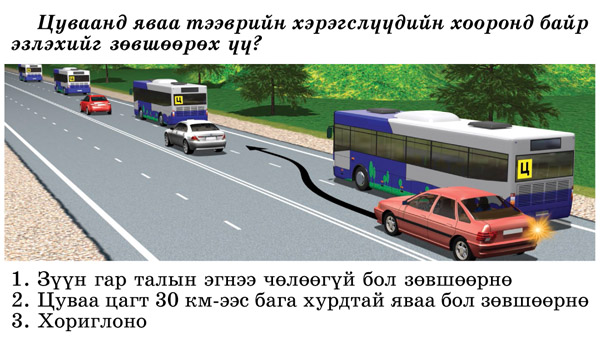 Цуваанд яваа тээврийн хэрэгслүүдийн хооронд байр
эзлэхийг зөвшөөрөх үү?
Ц
Ц
Ц
1. Зүүн гар талын эгнээ чөлөөгүй бол зөвшөөрнө
2. Цуваа цагт 30 км-ээс бага хурдтай яваа бол зөвшөөрнө
3. Хориглоно